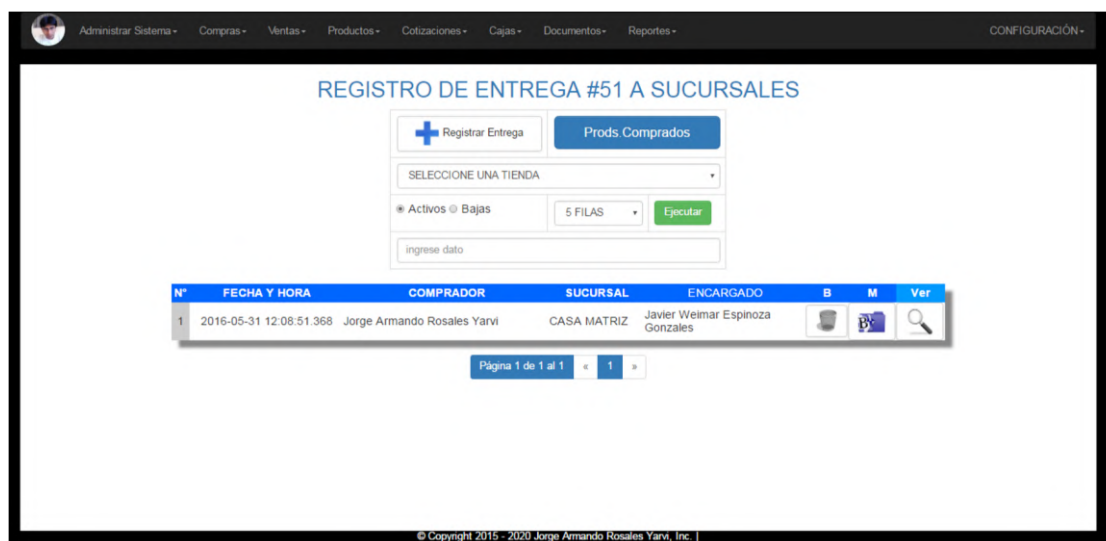 Administrar Sistema Compras Ventas Productos Cotizaciones Cajas Documentos Reportes CONFIGURACIÓN
REGISTRO DE ENTREGA #51 A SUCURSALES
Registrar Entrega Prods.Comprados
SELECCIONE UNA TIENDA
Activos Bajas 5 FILAS Ejecutar
ingrese dato
N° FECHA Y HORA COMPRADOR SUCURSAL ENCARGADO B M Ver
1 2016-05-31 12:08:51.368 Jorge Armando Rosales Yarvi CASA MATRIZ Javier Weimar Espinoza
Gonzales
Página 1 de 1 al 1 « 1 »
© Copyright 2015 - 2020 Jorge Armando Rosales Yarvi, Inc. |